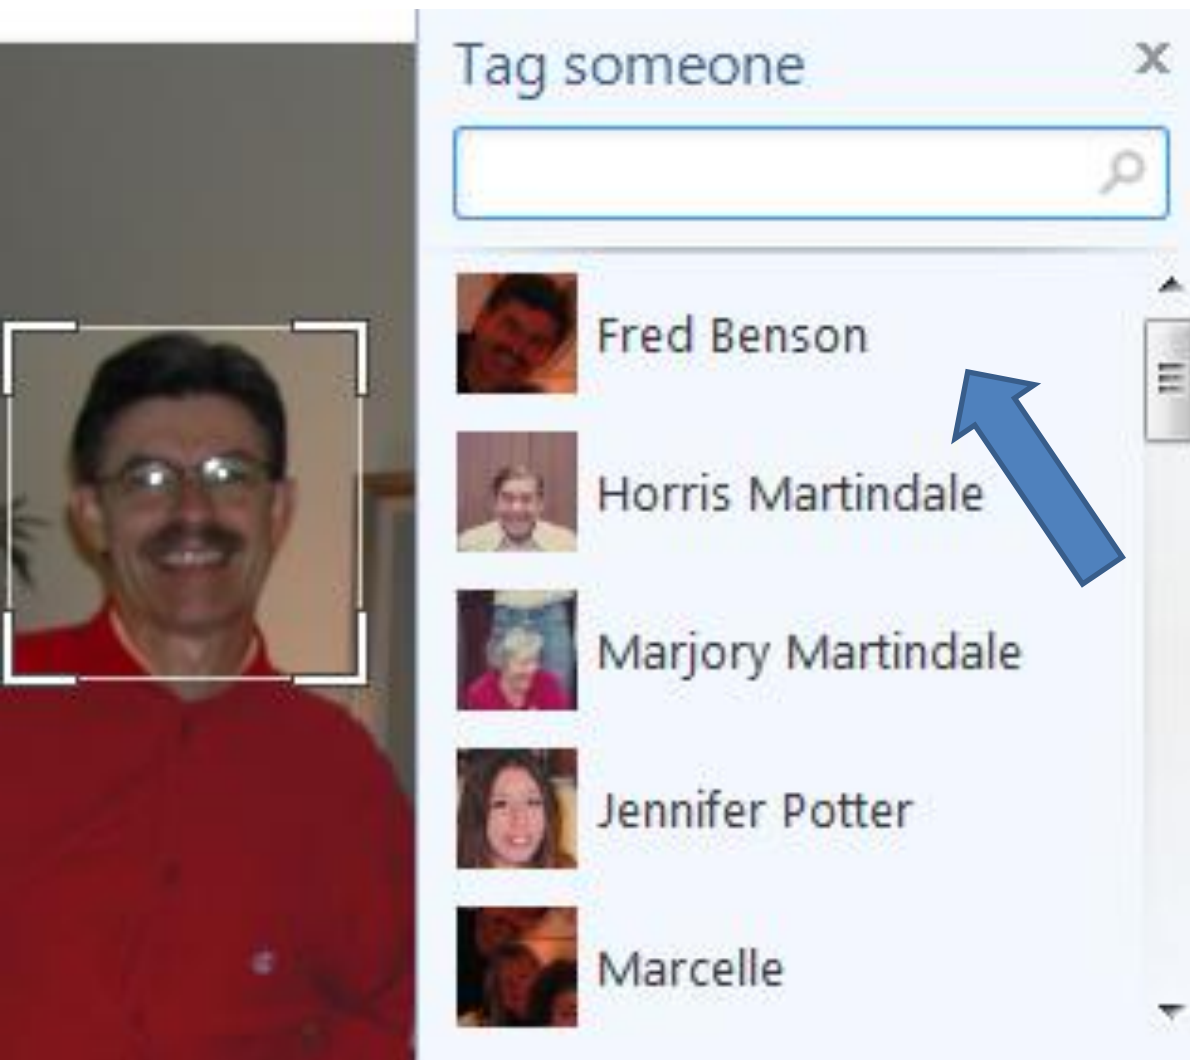 Tag someone
Fred Benson
Horris Martindale
Marjory Martindale
Jennifer Potter
Marcelle